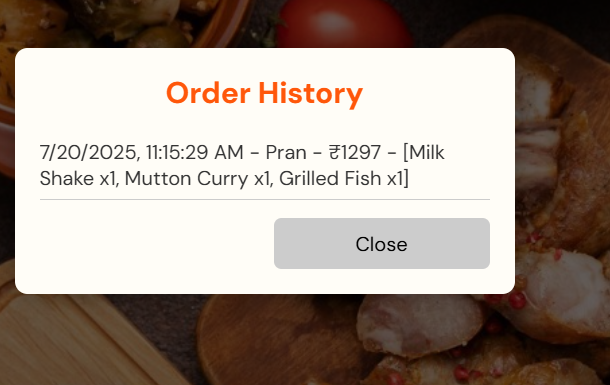 Order History
7/20/2025, 11:15:29 AM - Pran - ₹1297 - [Milk
Shake x1, Mutton Curry x1, Grilled Fish x1]
Close